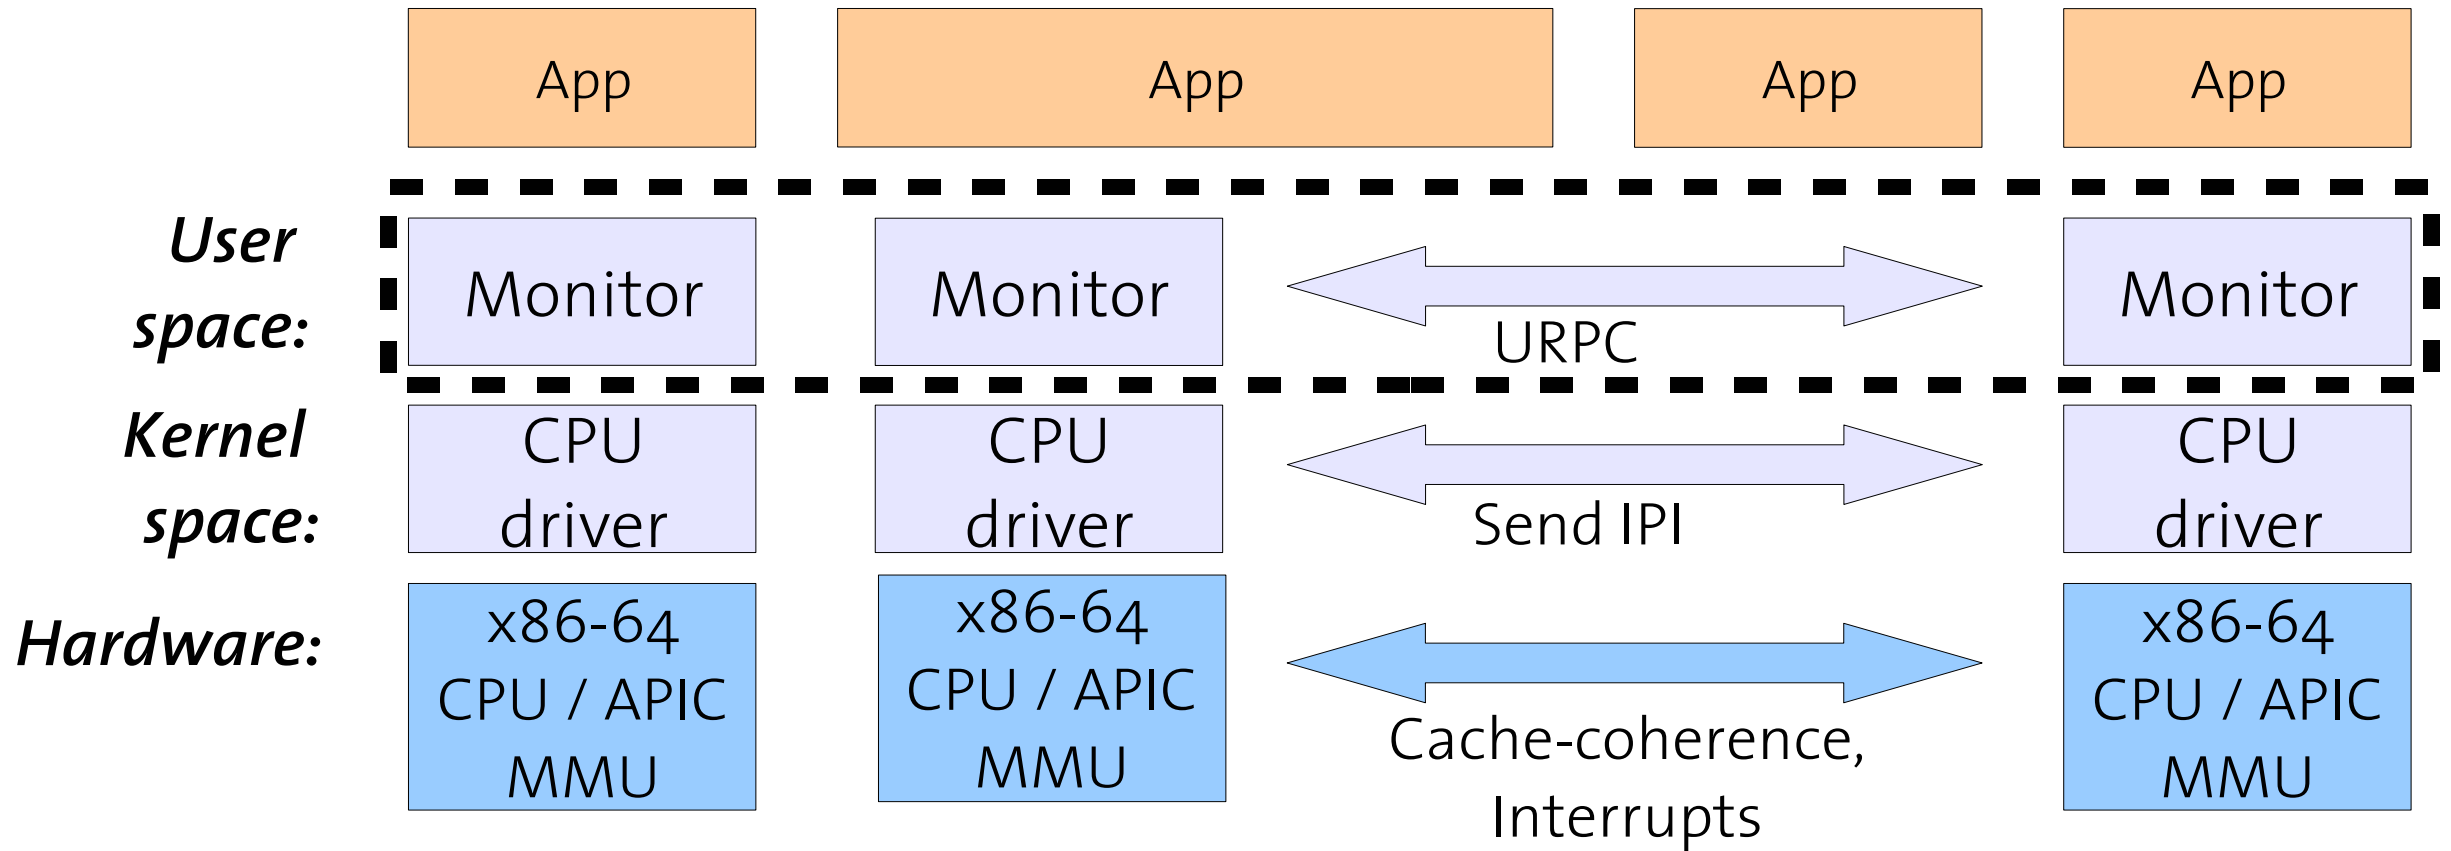 App
App
App
App
User
space:
Monitor
Monitor
URPC
Monitor
Kernel
space:
CPU
driver
CPU
driver
Send IPI
CPU
driver
Hardware:
x86-64
CPU / APIC
MMU
x86-64
CPU / APIC
MMU
Cache-coherence,
Interrupts
x86-64
CPU / APIC
MMU